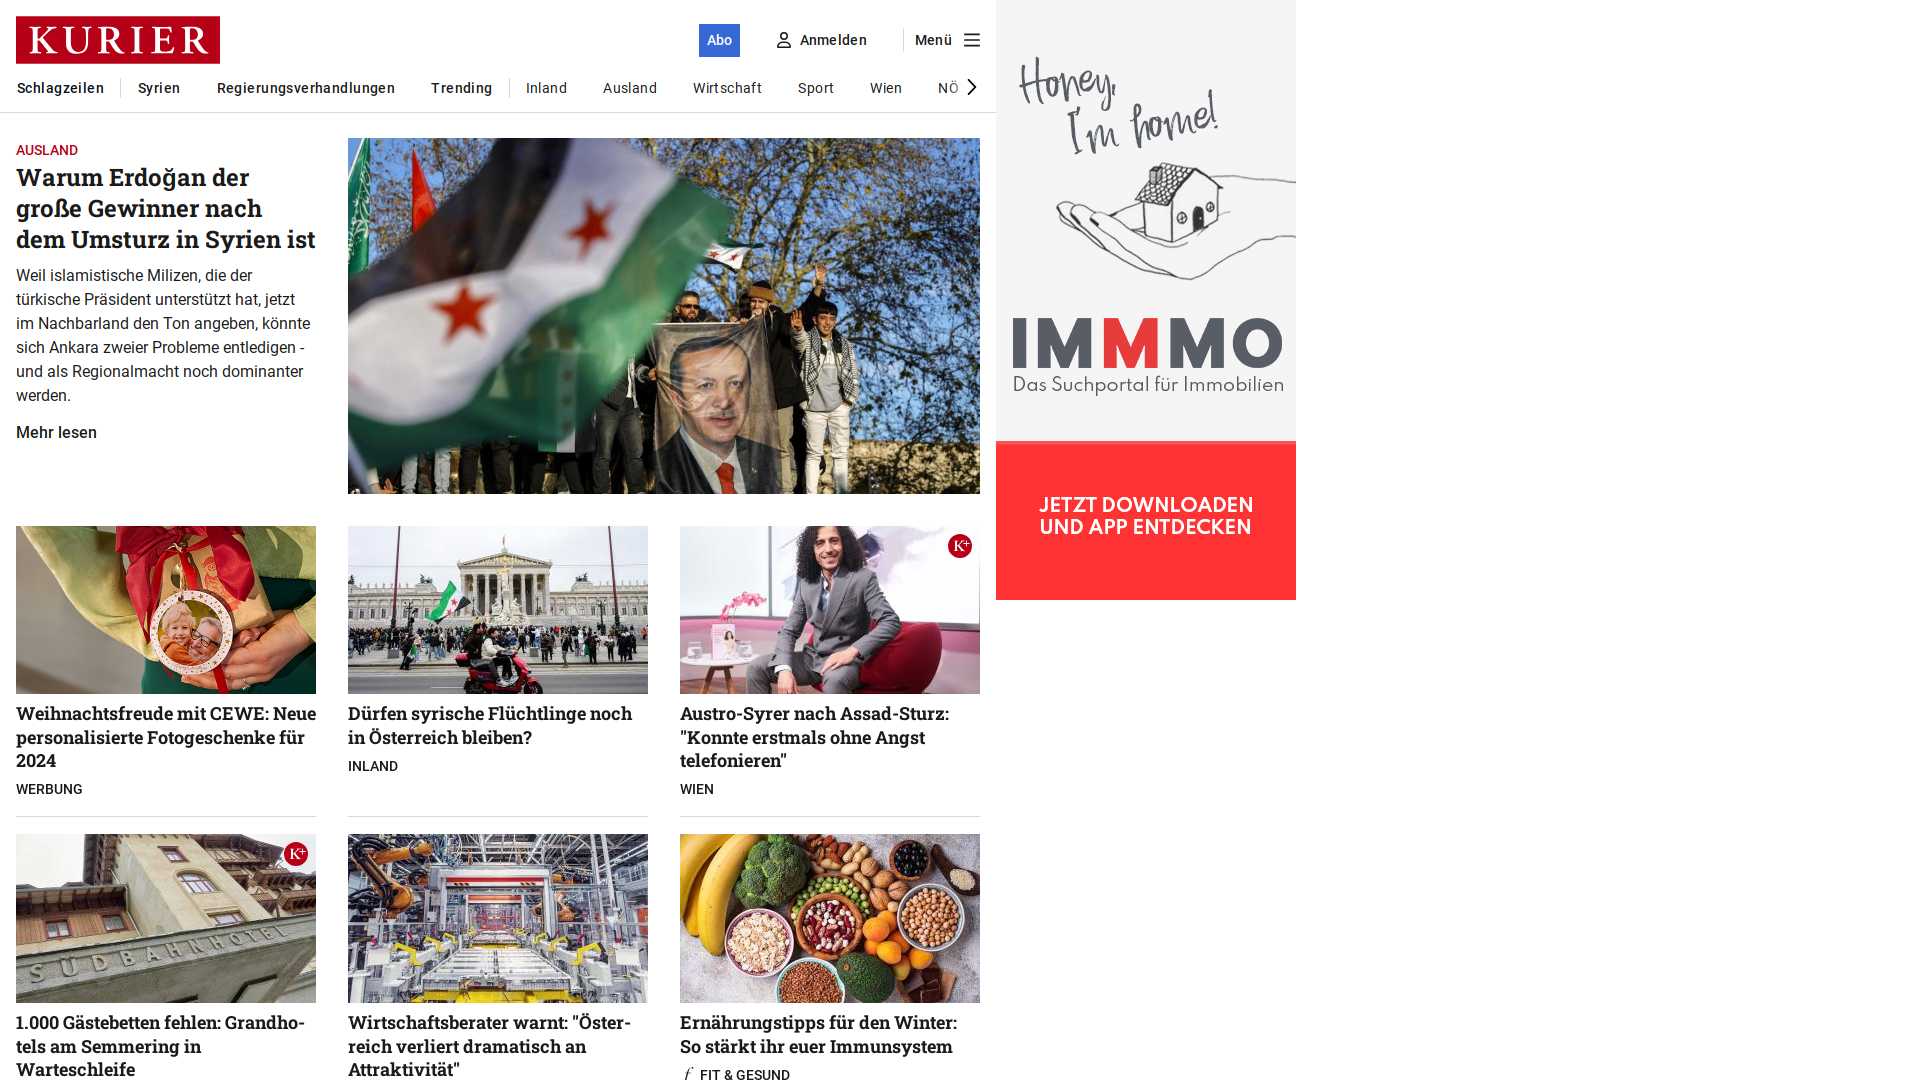 KURIER
Abo
Anmelden
Menü
Schlagzeilen
Syrien
Regierungsverhandlungen
Trending
Inland
Ausland
Wirtschaft
Sport
Wien
NÖ
AUSLAND
Warum Erdoğan der
große Gewinner nach
dem Umsturz in Syrien ist
Weil islamistische Milizen, die der
türkische Präsident unterstützt hat, jetzt
im Nachbarland den Ton angeben, könnte
sich Ankara zweier Probleme entledigen -
und als Regionalmacht noch dominanter
werden.
Mehr lesen
Weihnachtsfreude mit CEWE: Neue
personalisierte Fotogeschenke für
2024
WERBUNG
Dürfen syrische Flüchtlinge noch
in Österreich bleiben?
INLAND
K+
Austro-Syrer nach Assad-Sturz:
"Konnte erstmals ohne Angst
telefonieren"
WIEN
K+
SÜDBAHNHOTEL
1.000 Gästebetten fehlen: Grandho-
tels am Semmering in
Warteschleife
Wirtschaftsberater warnt: "Öster-
reich verliert dramatisch an
Attraktivität"
Ernährungstipps für den Winter:
So stärkt ihr euer Immunsystem
f FIT & GESUND
Honey,
I'm home!
IMMMO
Das Suchportal für Immobilien
JETZT DOWNLOADEN
UND APP ENTDECKEN